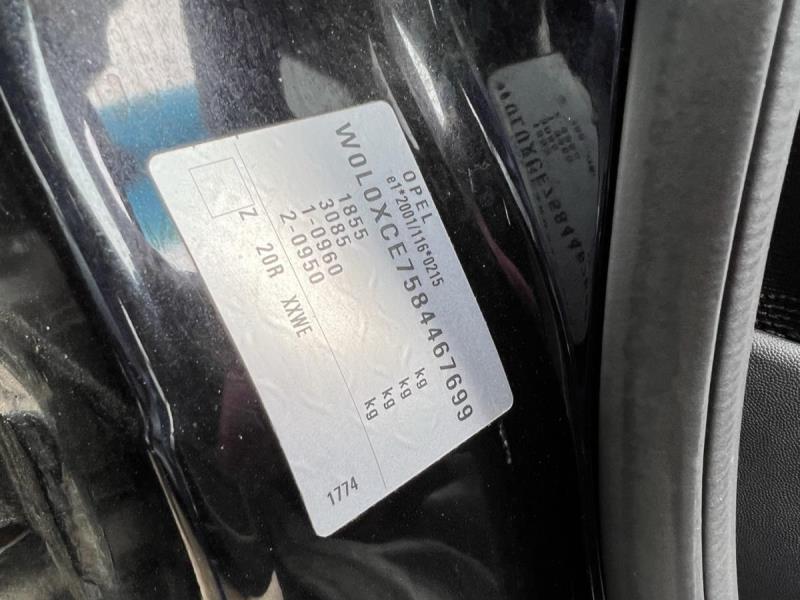 OPEL
e1*2001/116*0215
W0L0XCE7584467699
1855 kg
3085 kg
1-0960 kg
2-0950 kg
Z 20R XXWE
1774